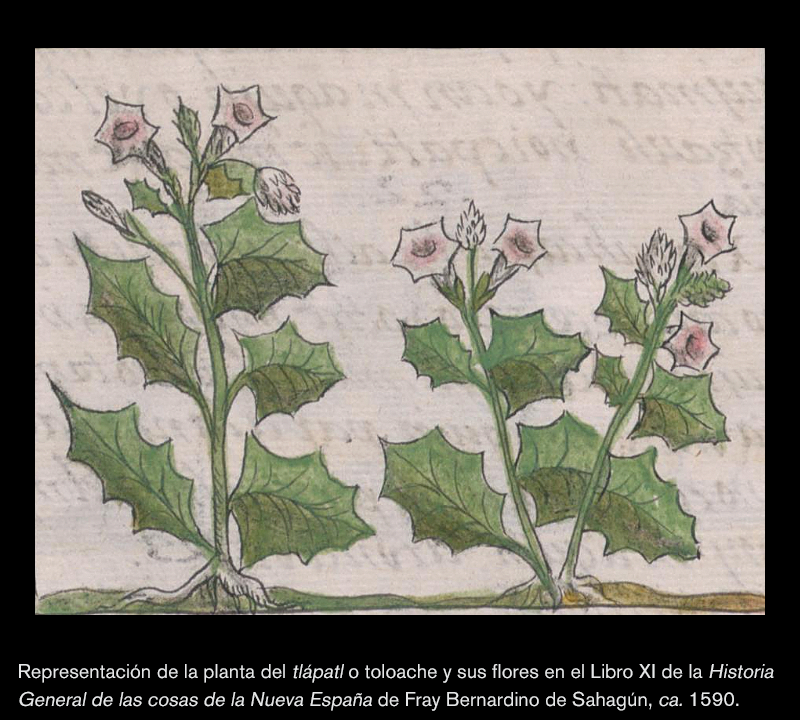 Representación de la planta del tlápatl o toloache y sus flores en el Libro XI de la Historia
General de las cosas de la Nueva España de Fray Bernardino de Sahagún, ca. 1590.